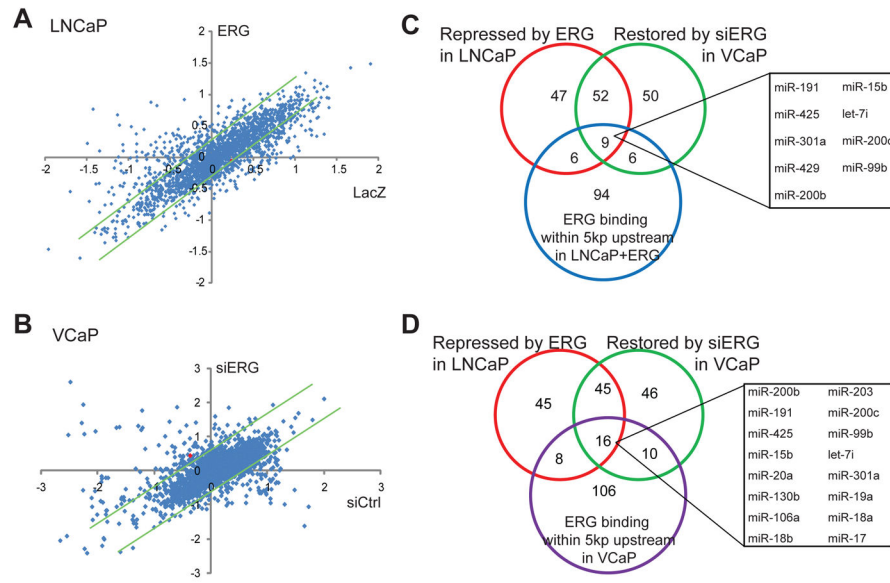 A
LNCaP
ERG
2
1.5
1
0.5
0
-2
-1
0
0.5
1
1.5
2
-0.5
-1
-1.5
-2
LacZ
B
VCaP
siERG
3
2
1
0
-3
-2
-1
0
1
2
3
-1
-2
-3
siCtrl
C
Repressed by ERG
in LNCaP
Restored by siERG
in VCaP
47
52
50
9
6
6
94
ERG binding
within 5kp upstream
in LNCaP+ERG
miR-191 miR-15b
miR-425 let-7i
miR-301a miR-200c
miR-429 miR-99b
miR-200b
D
Repressed by ERG
in LNCaP
Restored by siERG
in VCaP
45
45
46
16
8
10
106
ERG binding
within 5kp upstream
in VCaP
miR-200b miR-203
miR-191 miR-200c
miR-425 miR-99b
miR-15b let-7i
miR-20a miR-301a
miR-130b miR-19a
miR-106a miR-18a
miR-18b miR-17